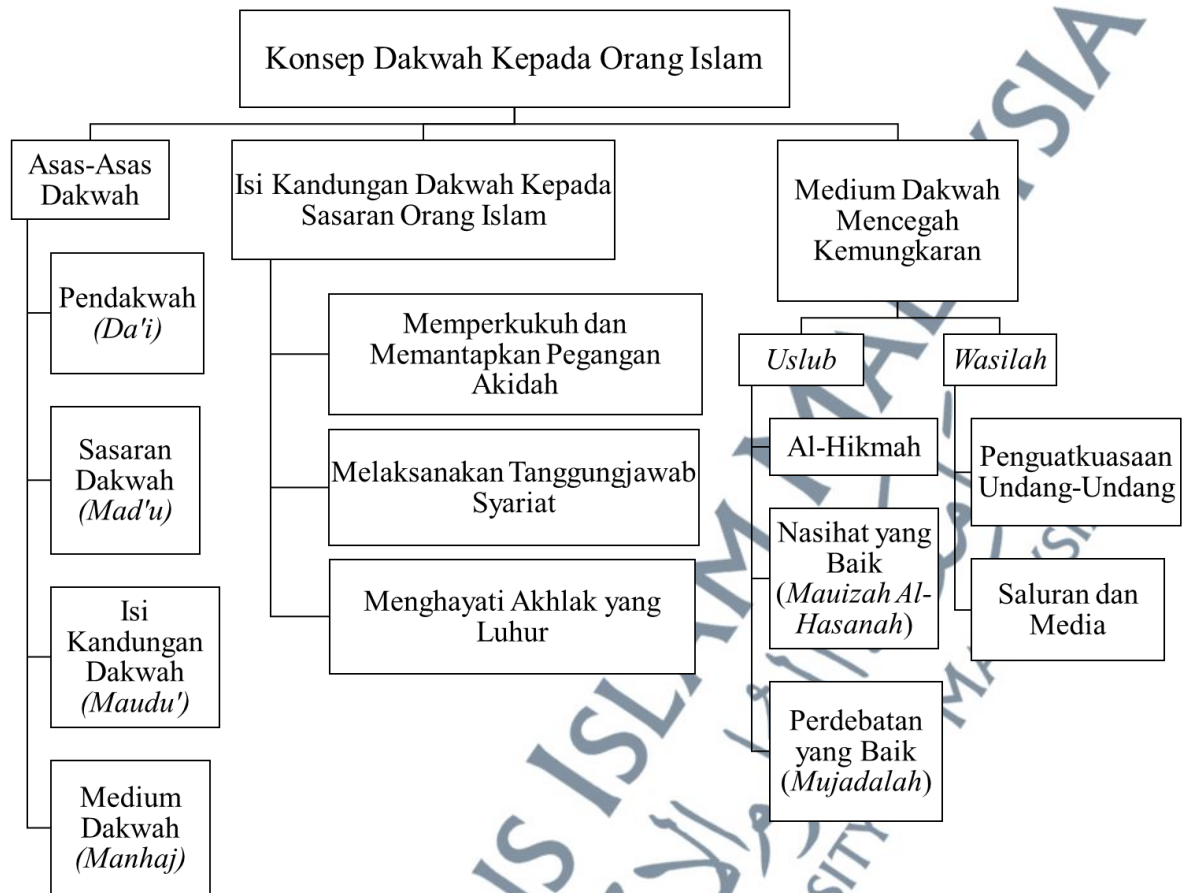 Konsep Dakwah Kepada Orang Islam
Asas-Asas
Dakwah
Pendakwah
(Da'i)
Sasaran
Dakwah
(Mad'u)
Isi
Kandungan
Dakwah
(Maudu')
Medium
Dakwah
(Manhaj)
Isi Kandungan Dakwah Kepada
Sasaran Orang Islam
Memperkukuh dan
Memantapkan Pegangan
Akidah
Melaksanakan Tanggungjawab
Syariat
Menghayati Akhlak yang
Luhur
Medium Dakwah
Mencegah
Kemungkaran
Uslub
Al-Hikmah
Nasihat yang
Baik
(Mauizah Al-
Hasanah)
Perdebatan
yang Baik
(Mujadalah)
Wasilah
Penguatkuasaan
Undang-Undang
Saluran dan
Media